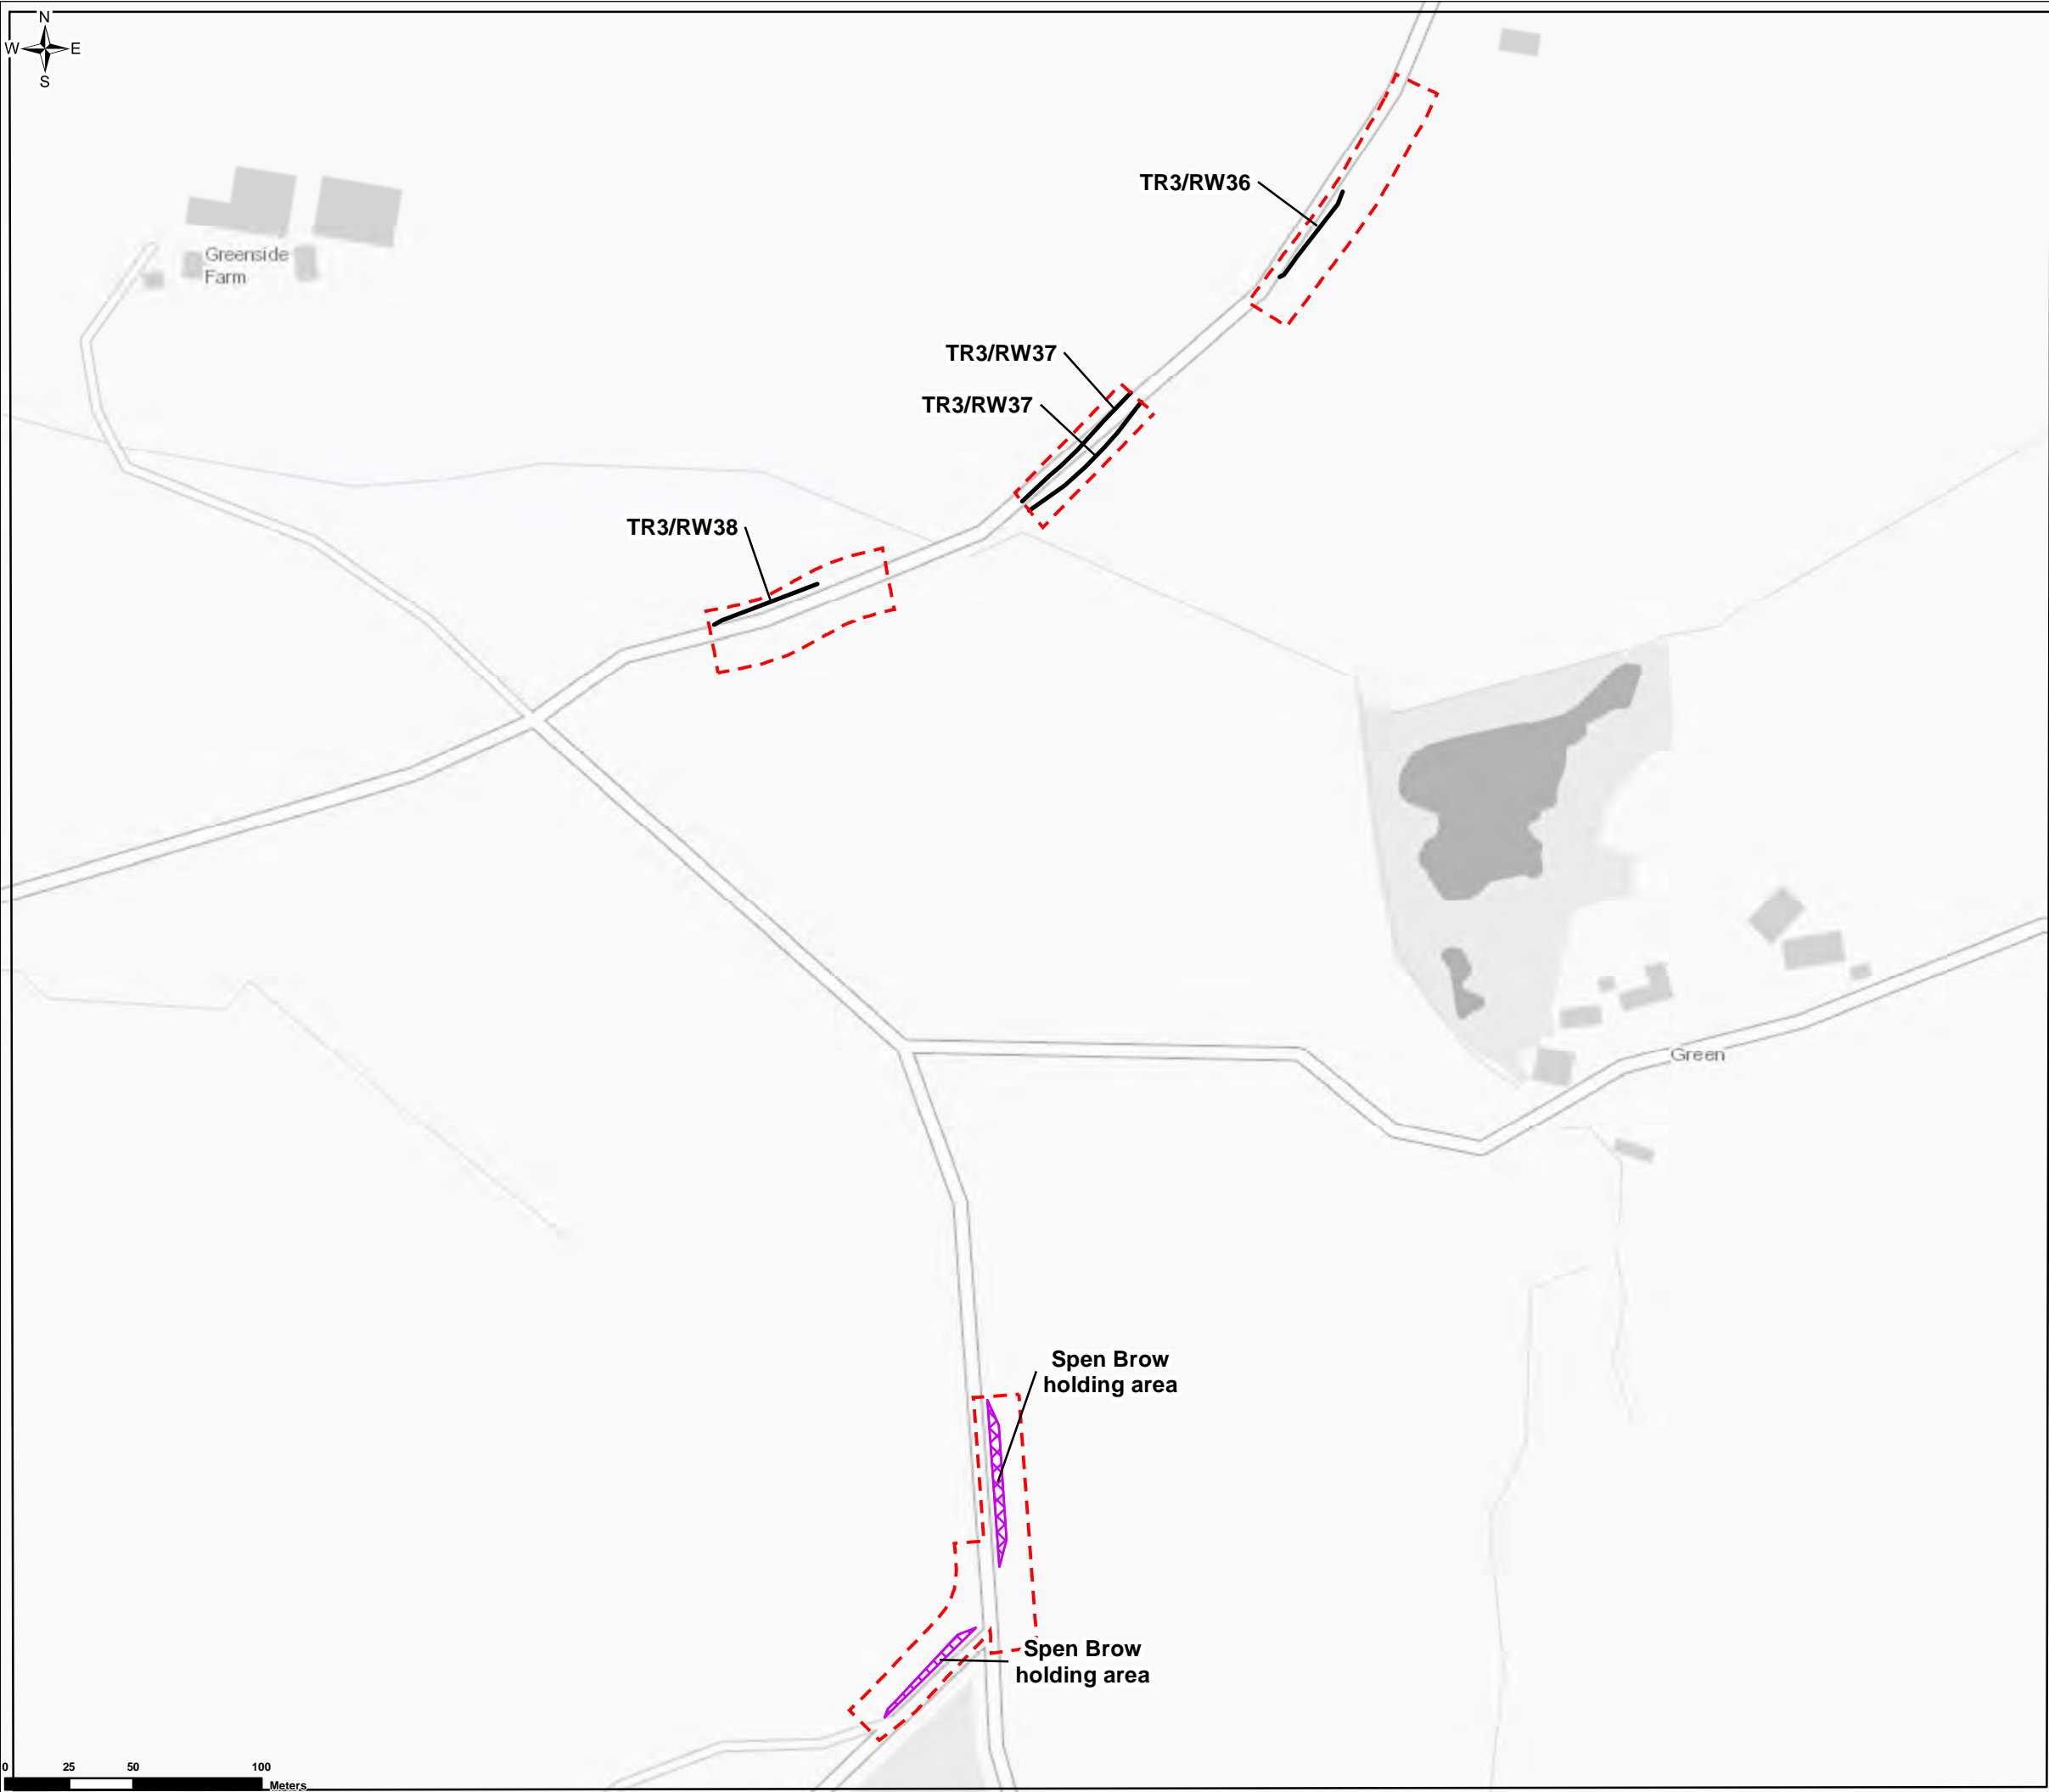 N
W E
S
TR3/RW36
Greenside
Farm
TR3/RW37
TR3/RW37
TR3/RW38
Green
Spen Brow
holding area
Spen Brow
holding area
0 25 50 100
Meters